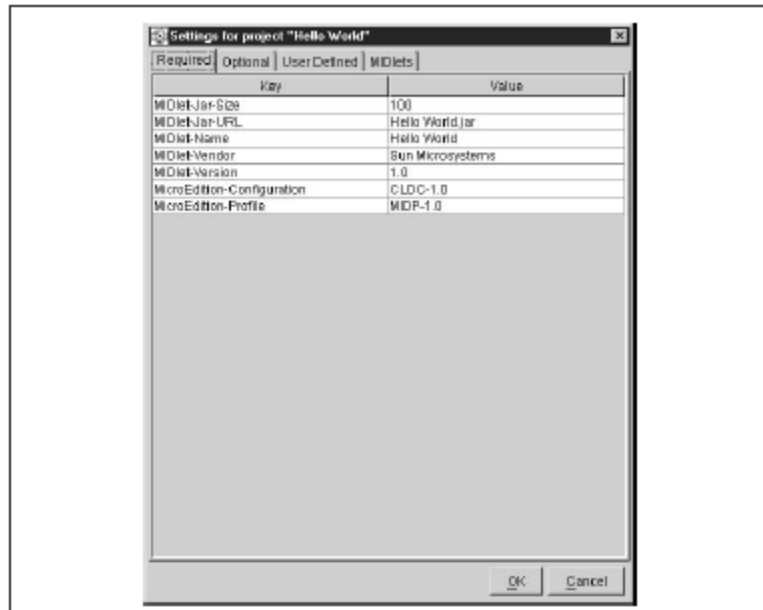 Settings for project "Hello World"
Required Optional User Defined MIDlets
Key Value
MIDlet-Jar-Size 100
MIDlet-Jar-URL Hello World.jar
MIDlet-Name Hello World
MIDlet-Vendor Sun Microsystems
MIDlet-Version 1.0
MicroEdition-Configuration CLDC-1.0
MicroEdition-Profile MIDP-1.0
OK Cancel